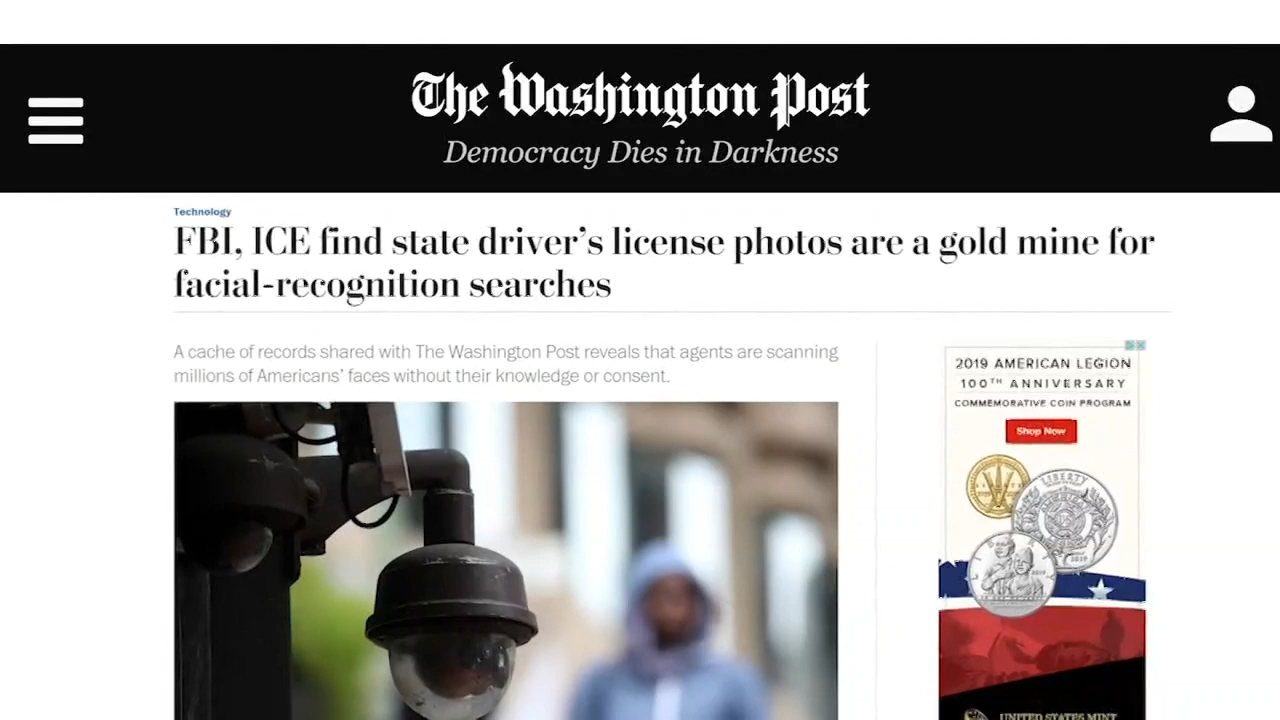 The Washington Post
Democracy Dies in Darkness
Technology
FBI, ICE find state driver's license photos are a gold mine for
facial-recognition searches
A cache of records shared with The Washington Post reveals that agents are scanning
millions of Americans' faces without their knowledge or consent.
2019 AMERICAN LEGION
100TH ANNIVERSARY
COMMEMORATIVE COIN PROGRAM
Shop Now
LIBERTY
2019
2019
UNITED STATES MINT